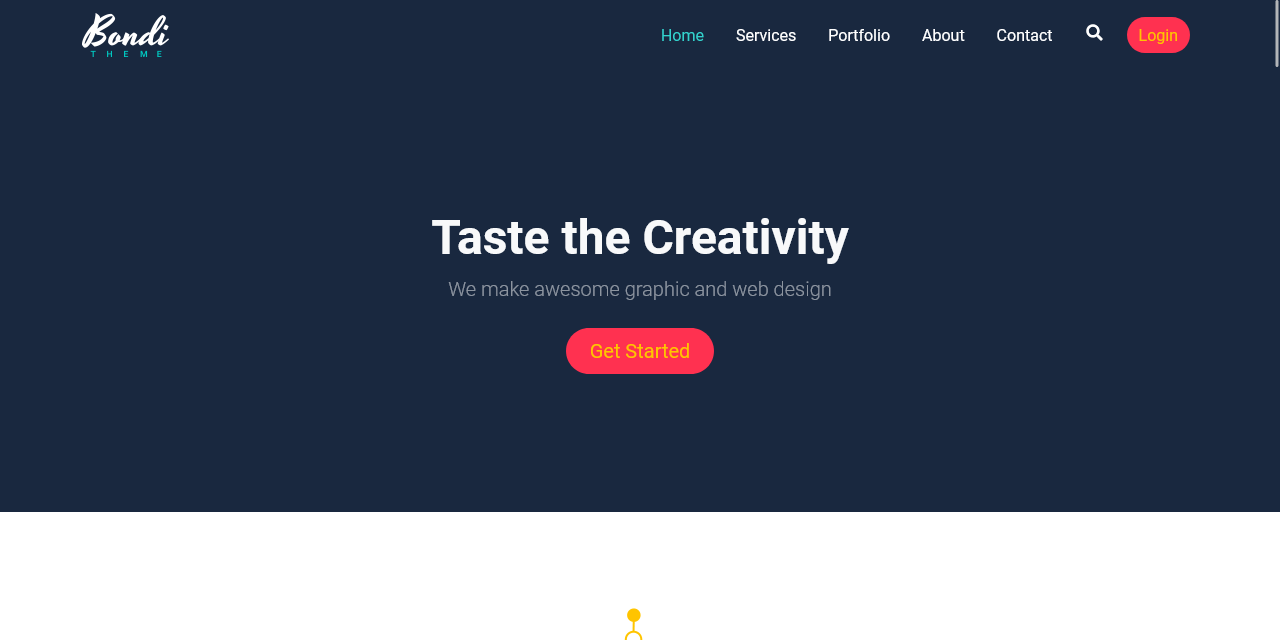 Bondi
THEME
Home Services Portfolio About Contact Login
Taste the Creativity
We make awesome graphic and web design
Get Started